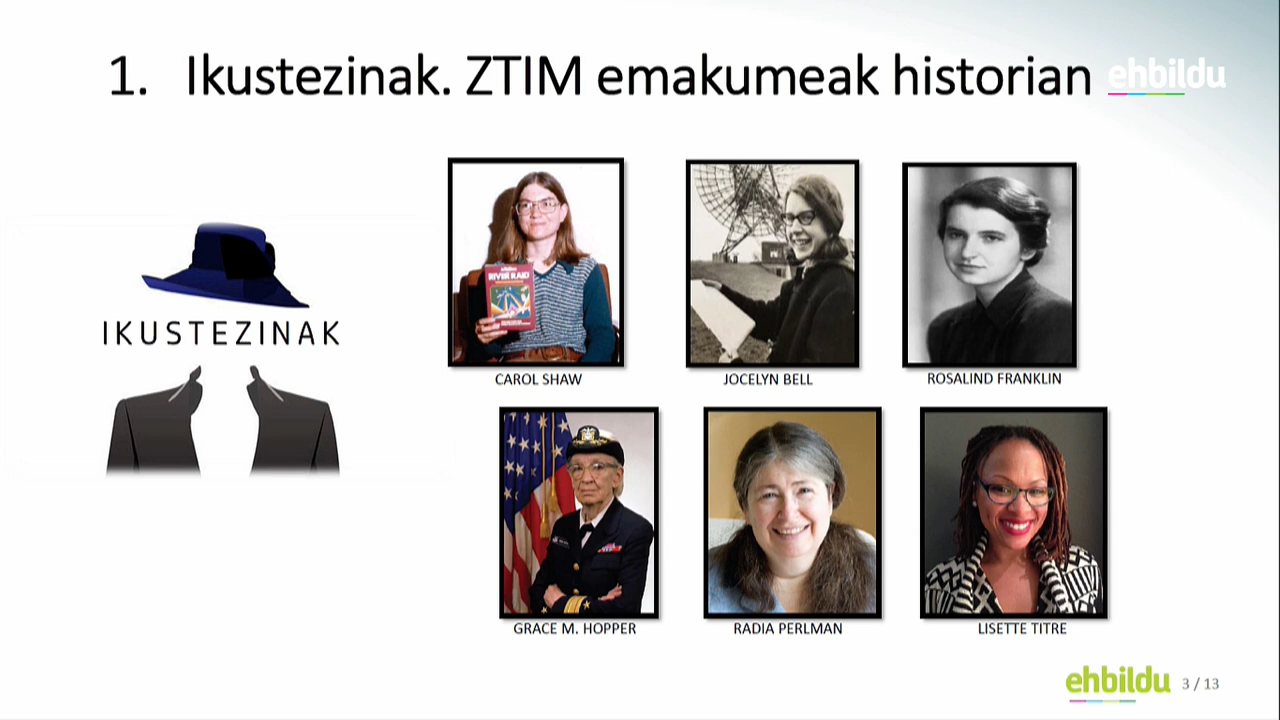 1. Ikustezinak. ZTIM emakumeak historian
ehbildu
IKUSTEZINAK
RIVER RAID
CAROL SHAW
JOCELYN BELL
ROSALIND FRANKLIN
GRACE M. HOPPER
RADIA PERLMAN
LISETTE TITRE
ehbildu
3 / 13